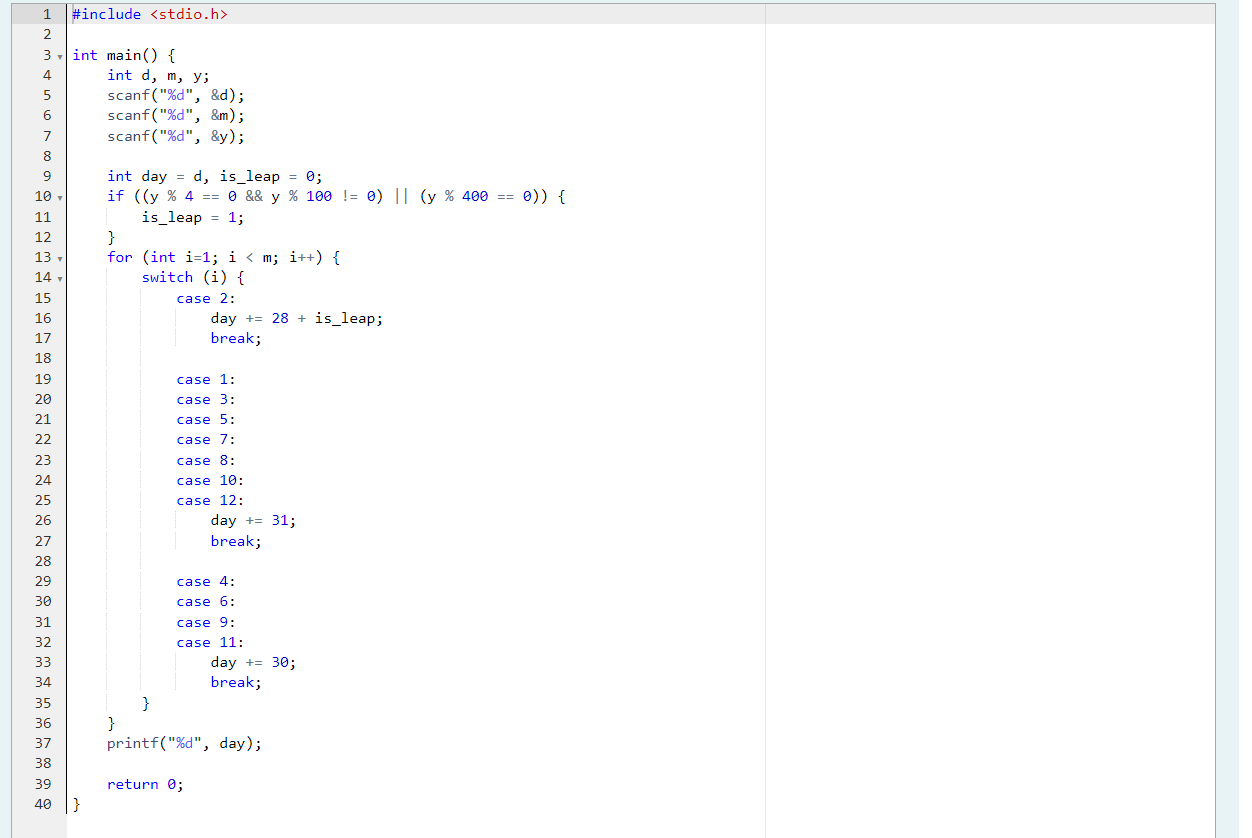 1 #include <stdio.h>
2
3 int main() {
4     int d, m, y;
5     scanf("%d", &d);
6     scanf("%d", &m);
7     scanf("%d", &y);
8
9     int day = d, is_leap = 0;
10     if ((y % 4 == 0 && y % 100 != 0) || (y % 400 == 0)) {
11         is_leap = 1;
12     }
13     for (int i=1; i < m; i++) {
14         switch (i) {
15             case 2:
16                 day += 28 + is_leap;
17                 break;
18
19             case 1:
20             case 3:
21             case 5:
22             case 7:
23             case 8:
24             case 10:
25             case 12:
26                 day += 31;
27                 break;
28
29             case 4:
30             case 6:
31             case 9:
32             case 11:
33                 day += 30;
34                 break;
35         }
36     }
37     printf("%d", day);
38
39     return 0;
40 }